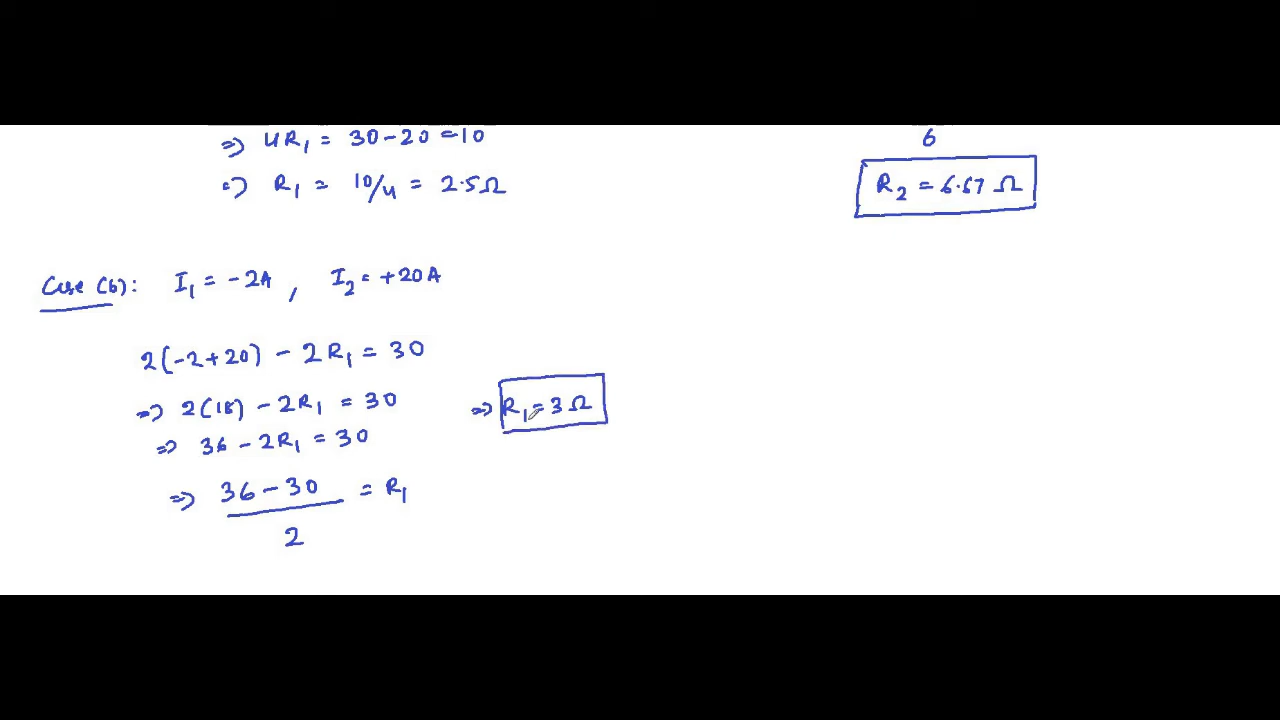 ⇒ 4R₁ = 30 - 20 = 10
⇒ R₁ = 10/4 = 2.5Ω
6
R₂ = 6.67 Ω
Case (b): I₁ = -2A , I₂ = +20A
2(-2+20) - 2R₁ = 30
⇒ 2(18) - 2R₁ = 30
⇒ R₁ = 3 Ω
⇒ 36 - 2R₁ = 30
⇒ 36 - 30 = R₁
2